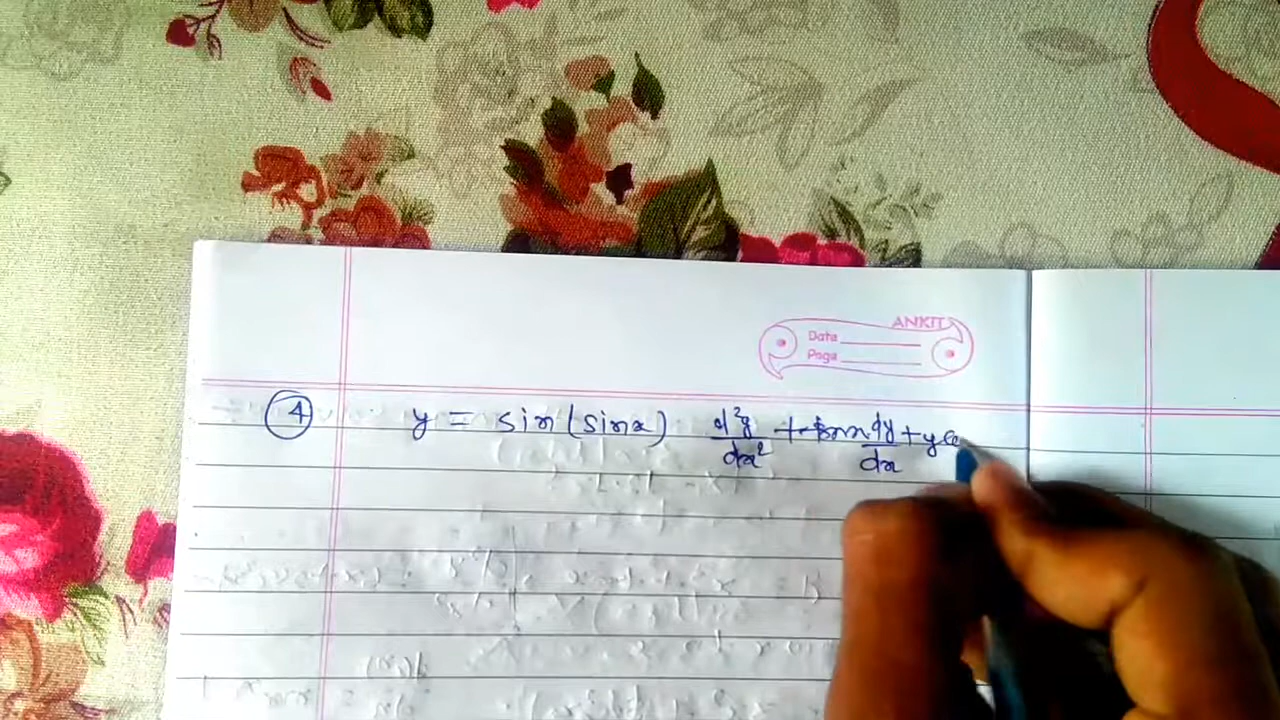 ANKIT
Date
Page
4 y = sin(sinx) d²y/dx² + tanx dy/dx + y